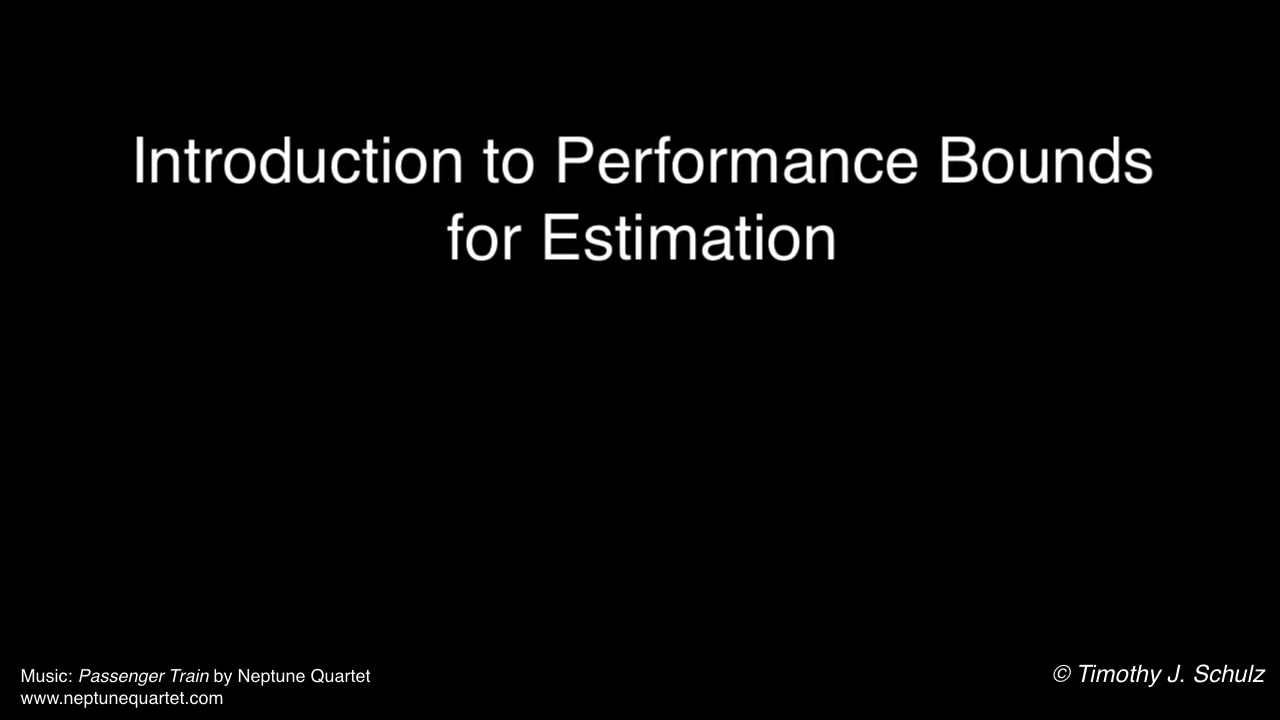 Introduction to Performance Bounds
for Estimation
Music: Passenger Train by Neptune Quartet
www.neptunequartet.com
© Timothy J. Schulz